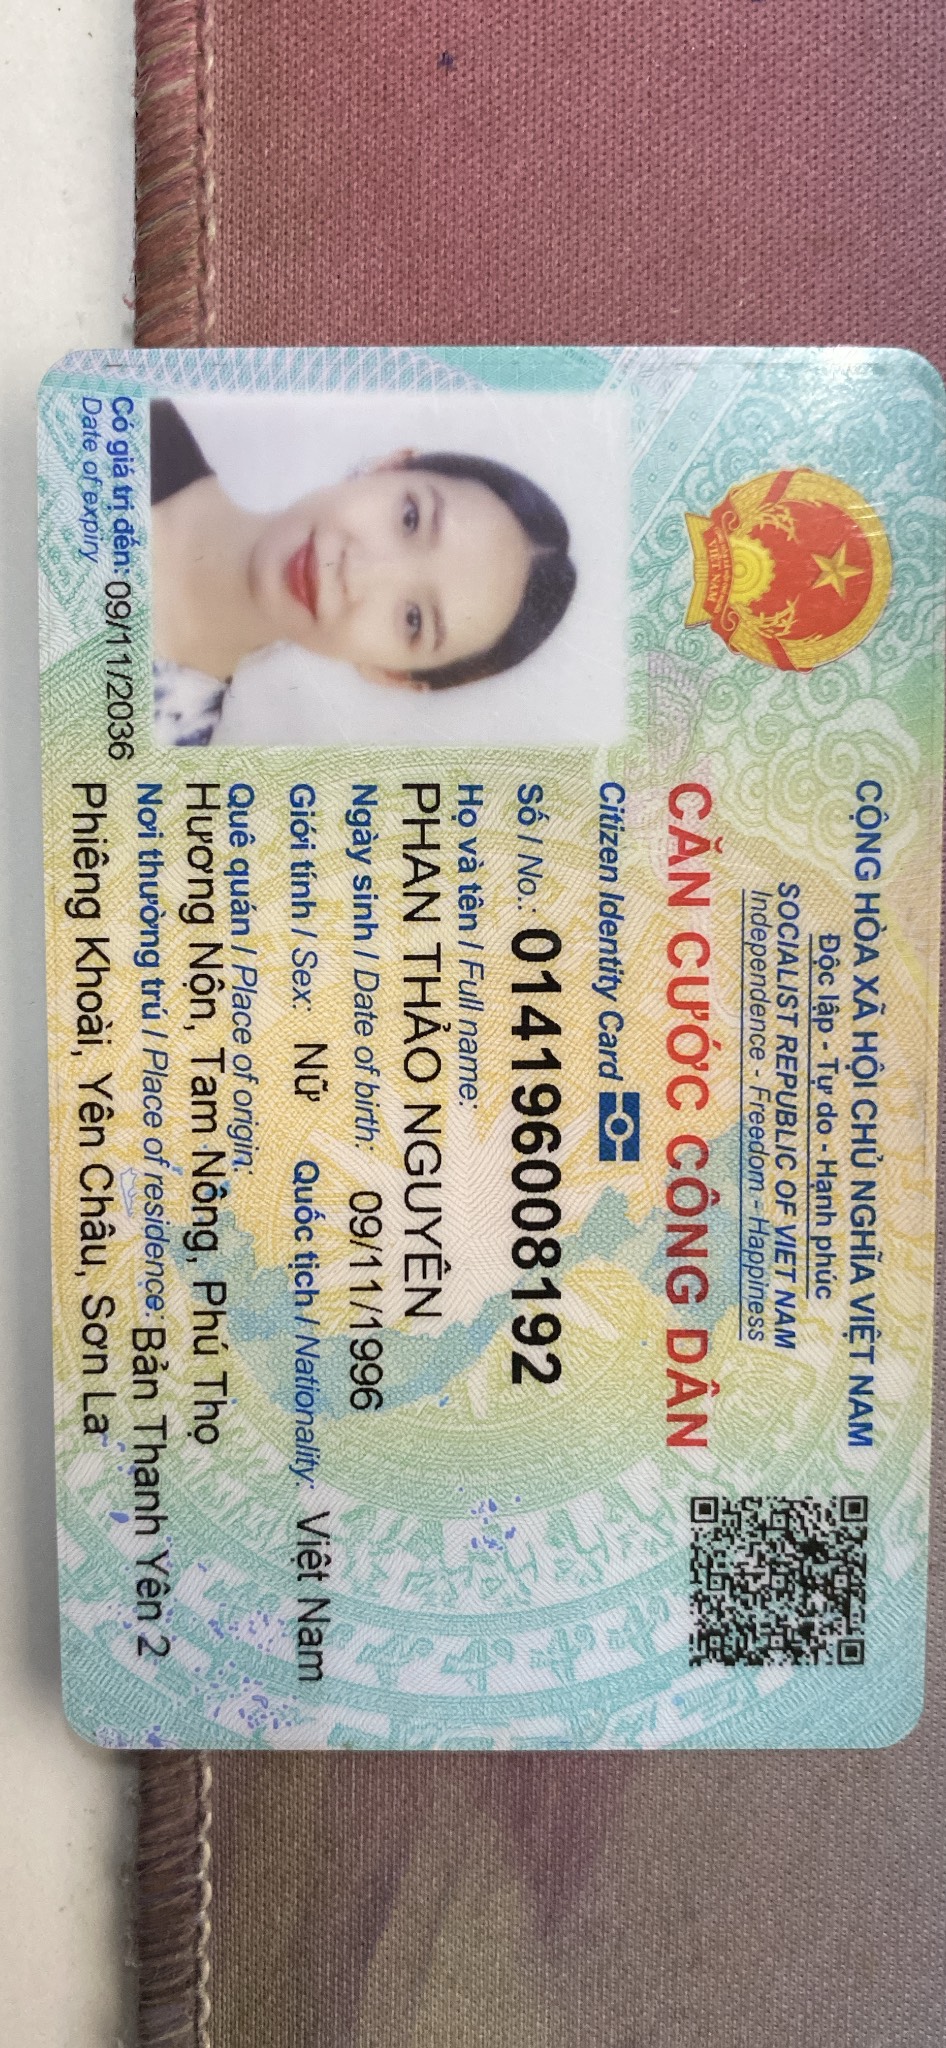 CỘNG HÒA XÃ HỘI CHỦ NGHĨA VIỆT NAM
Độc lập - Tự do - Hạnh phúc
SOCIALIST REPUBLIC OF VIET NAM
Independence - Freedom - Happiness
CĂN CƯỚC CÔNG DÂN
Citizen Identity Card
Số / No.: 014196008192
Họ và tên / Full name:
PHAN THẢO NGUYÊN
Ngày sinh / Date of birth: 09/11/1996
Giới tính / Sex: Nữ Quốc tịch / Nationality: Việt Nam
Quê quán / Place of origin:
Hương Nộn, Tam Nông, Phú Thọ
Nơi thường trú / Place of residence: Bản Thanh Yên 2
Phiêng Khoài, Yên Châu, Sơn La
Có giá trị đến: 09/11/2036
Date of expiry
VIỆT NAM